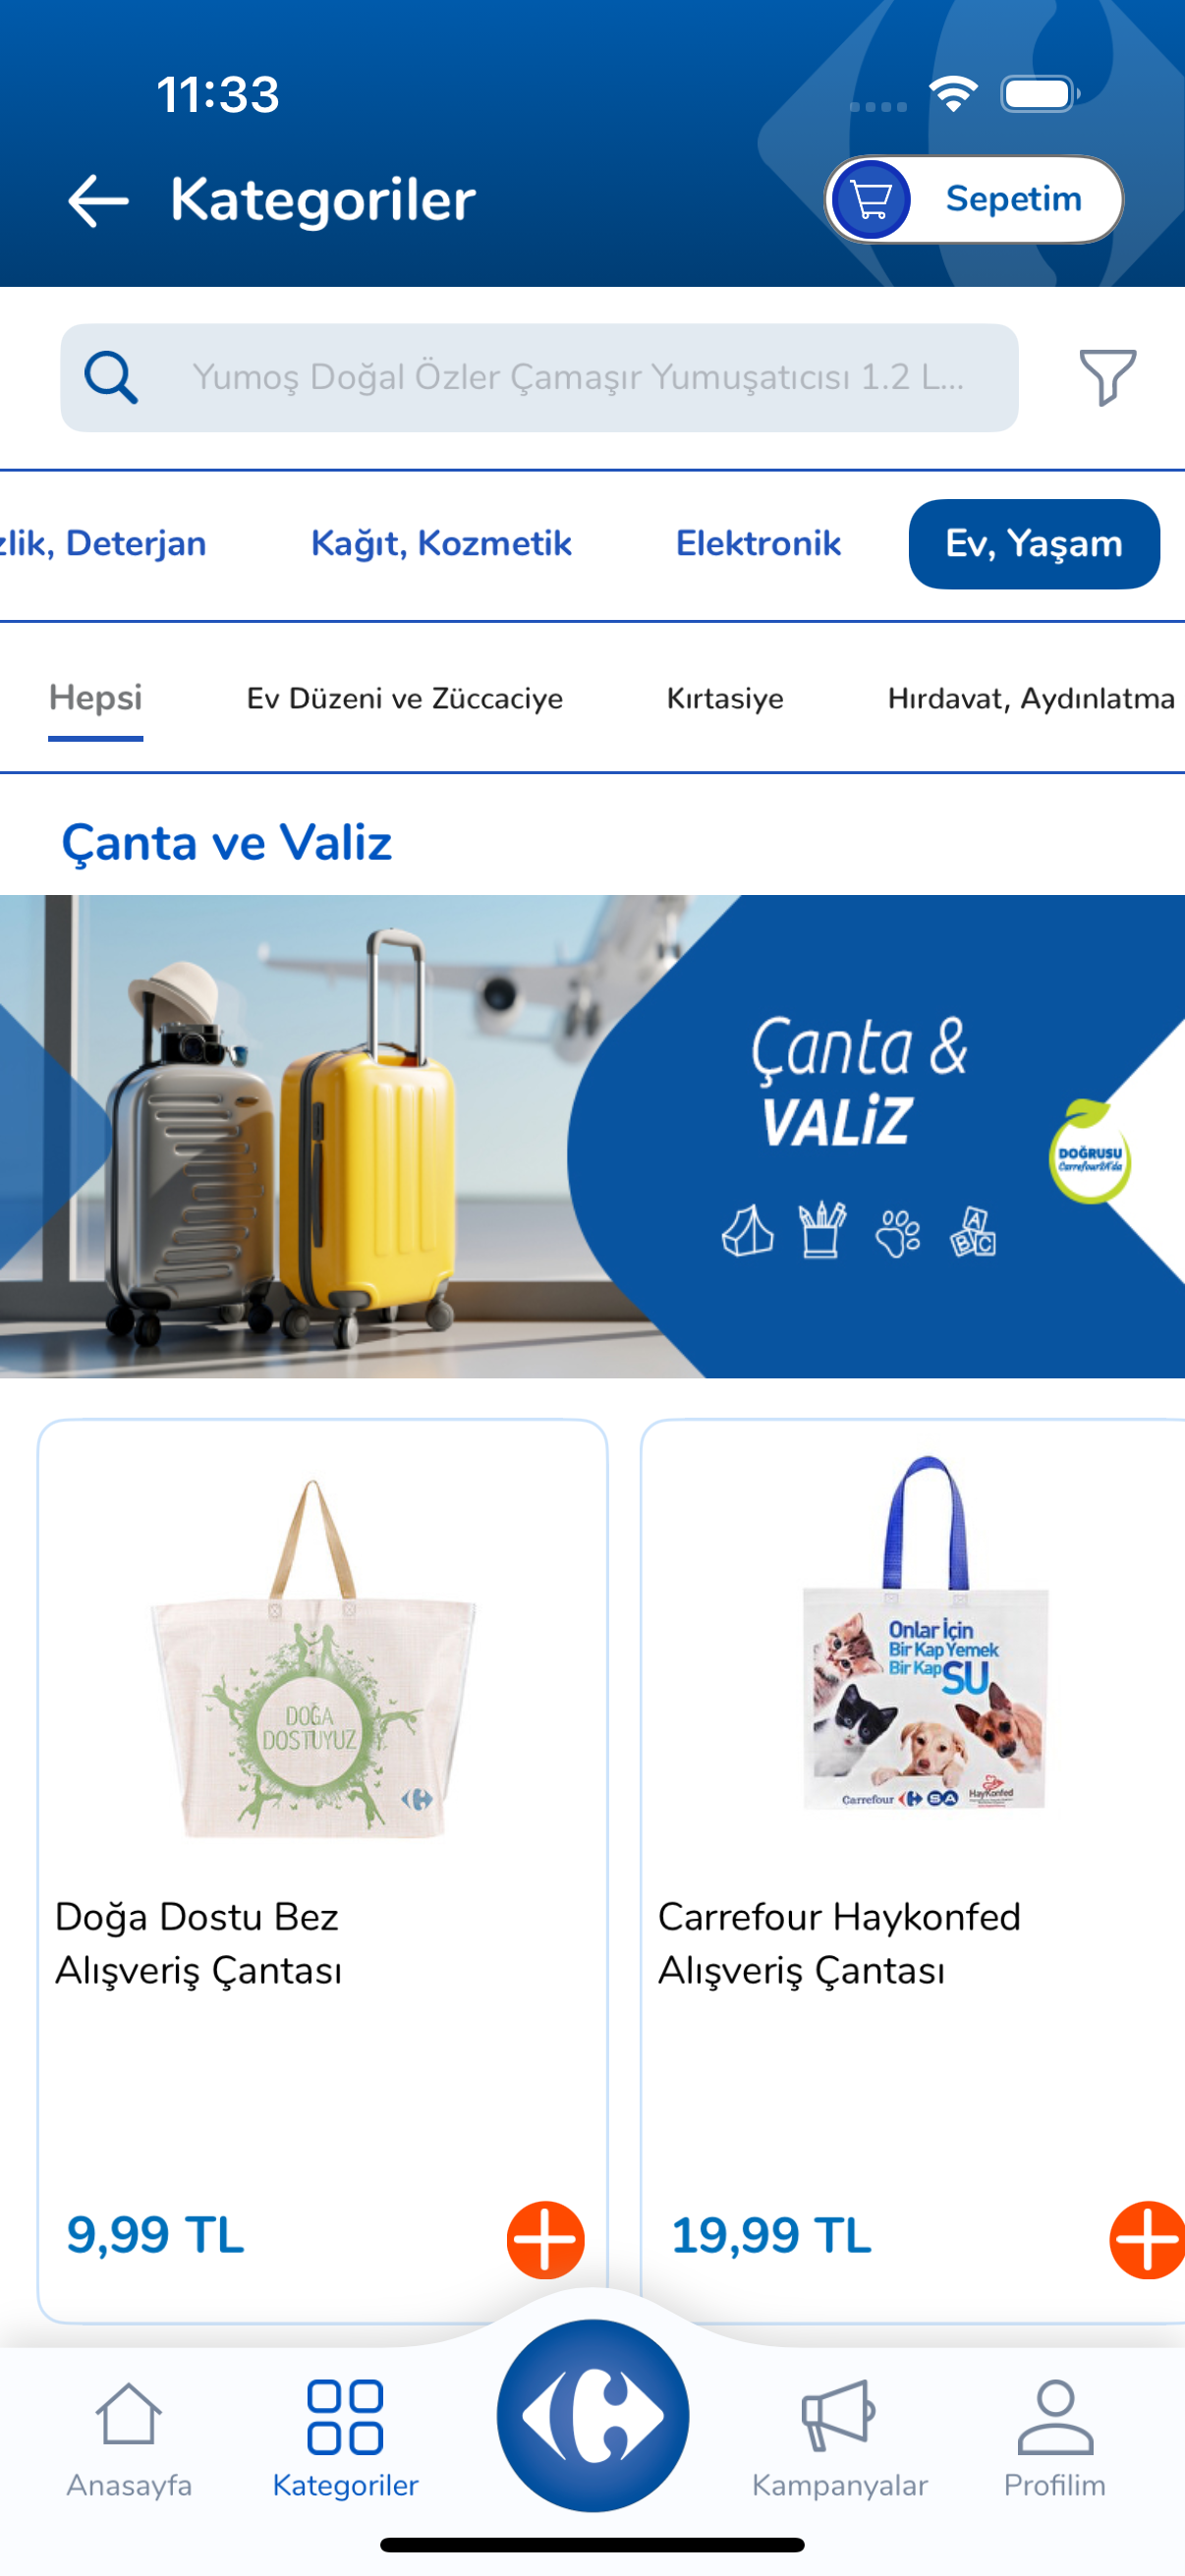 11:33
Kategoriler
Sepetim
Yumoş Doğal Özler Çamaşır Yumuşatıcısı 1.2 L...
zlik, Deterjan
Kağıt, Kozmetik
Elektronik
Ev, Yaşam
Hepsi
Ev Düzeni ve Züccaciye
Kırtasiye
Hırdavat, Aydınlatma
Çanta ve Valiz
Çanta &
VALİZ
DOĞRUSU
CarrefourSA'da
A
B C
DOĞA
DOSTUYUZ
Onlar İçin
Bir Kap Yemek
Bir Kap SU
Carrefour SA
HayKonfed
Doğa Dostu Bez
Alışveriş Çantası
Carrefour Haykonfed
Alışveriş Çantası
9,99 TL
19,99 TL
Anasayfa
Kategoriler
Kampanyalar
Profilim